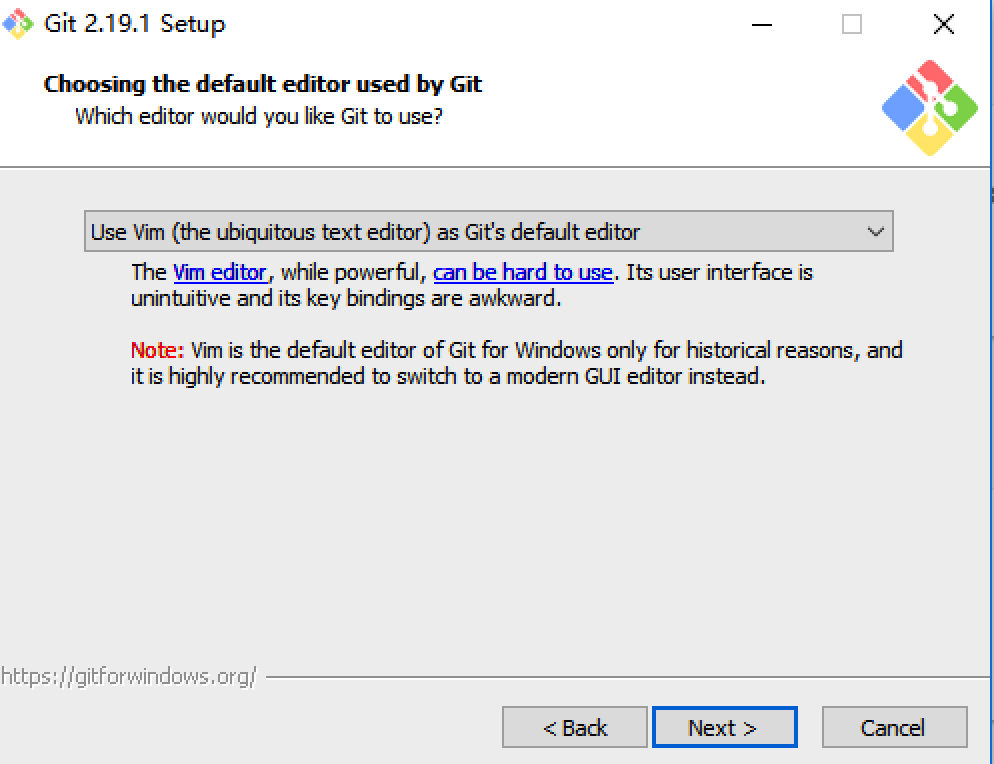 Git 2.19.1 Setup
Choosing the default editor used by Git
Which editor would you like Git to use?
Use Vim (the ubiquitous text editor) as Git's default editor
The Vim editor, while powerful, can be hard to use. Its user interface is
unintuitive and its key bindings are awkward.
Note: Vim is the default editor of Git for Windows only for historical reasons, and
it is highly recommended to switch to a modern GUI editor instead.
https://gitforwindows.org/
< Back
Next >
Cancel